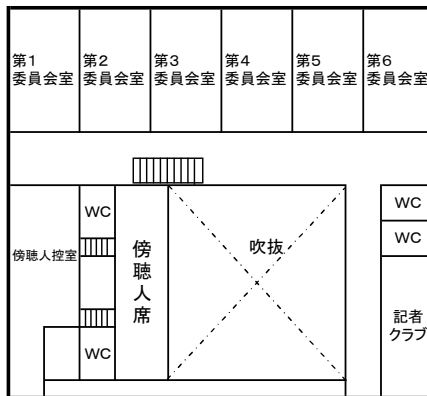 第1
委員会室
第2
委員会室
第3
委員会室
第4
委員会室
第5
委員会室
第6
委員会室
WC
WC
WC
傍聴人控室
傍聴人席
吹抜
WC
記者
クラブ